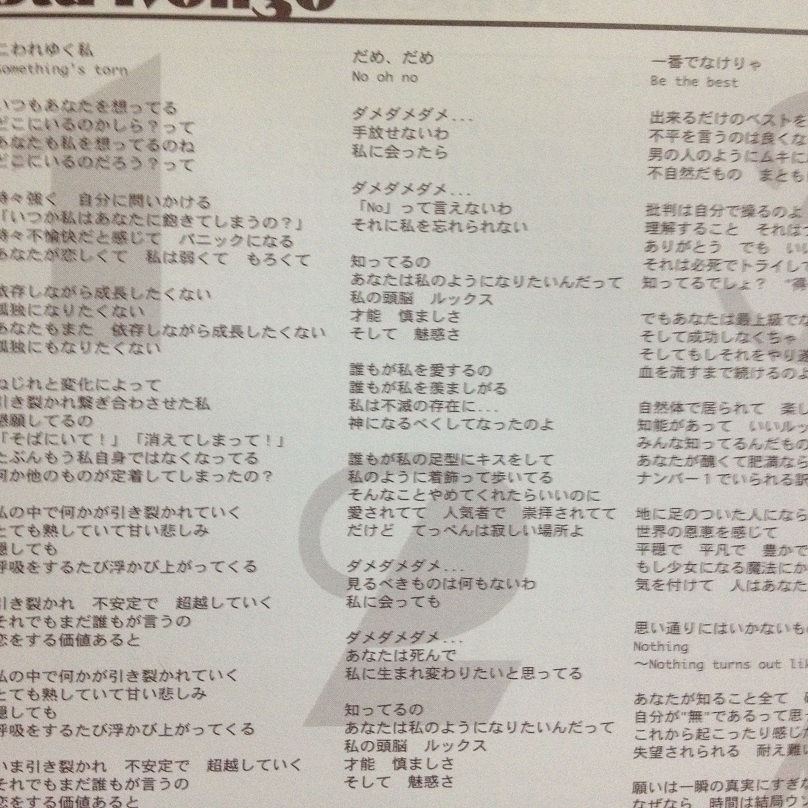 こわれゆく私
Something's torn
いつもあなたを想ってる
どこにいるのかしら？って
あなたも私を想ってるのね
どこにいるのだろう？って
時々強く　自分に問いかける
「いつか私はあなたに飽きてしまうの？」
時々不愉快だと感じて　パニックになる
あなたが恋しくて　私は弱くて　もろくて
依存しながら成長したくない
孤独になりたくない
あなたもまた　依存しながら成長したくない
孤独にもなりたくない
ねじれと変化によって
引き裂かれ繋ぎ合わさせた私
懇願してるの
「そばにいて！」「消えてしまって！」
たぶんもう私自身ではなくなってる
何か他のものが定着してしまったの？
私の中で何かが引き裂かれていく
とても熟していて甘い悲しみ
隠しても
呼吸をするたび浮かび上がってくる
引き裂かれ　不安定で　超越していく
それでもまだ誰もが言うの
恋をする価値あると
私の中で何かが引き裂かれていく
とても熟していて甘い悲しみ
隠しても
呼吸をするたび浮かび上がってくる
いま引き裂かれ　不安定で　超越していく
それでもまだ誰もが言うの
恋をする価値あると
だめ、だめ
No oh no
ダメダメダメ...
手放せないわ
私に会ったら
ダメダメダメ...
「No」って言えないわ
それに私を忘れられない
知ってるの
あなたは私のようになりたいんだって
私の頭脳　ルックス
才能　慎ましさ
そして　魅惑さ
誰もが私を愛するの
誰もが私を羨ましがる
私は不滅の存在に...
神になるべくしてなったのよ
誰もが私の足型にキスをして
私のように着飾って歩いてる
そんなことやめてくれたらいいのに
愛されてて　人気者で　崇拝されてて
だけど　てっぺんは寂しい場所よ
ダメダメダメ...
見るべきものは何もないわ
私に会っても
ダメダメダメ...
あなたは死んで
私に生まれ変わりたいと思ってる
知ってるの
あなたは私のようになりたいんだって
私の頭脳　ルックス
才能　慎ましさ
そして　魅惑さ
一番でなけりゃ
Be the best
出来るだけのベストを
不平を言うのは良くな
男の人のようにムキに
不自然だもの　まとも
批判は自分で操るのよ
理解すること　それは
ありがとう　でも　い
それは必死でトライして
知ってるでしょ？
でもあなたは最上級でな
そして成功しなくちゃ
そしてもしそれをやり
血を流すまで続けるのよ
自然体で居られて　楽し
知能があって　いいルッ
みんな知ってるんだもの
あなたが醜くて肥満なら
ナンバー1でいられる訳
地に足のついた人になら
世界の恩恵を感じて
平穏で　平凡で　豊かで
もし少女になる魔法にか
気を付けて　人はあなた
思い通りにはいかないも
Nothing
～Nothing turns out li
あなたが知ること全て
自分が"無"であるって思
これから起こったり感じ
失望されられる　耐え難い
願いは一瞬の真実にすぎ
なぜなら　時間は結局ウン